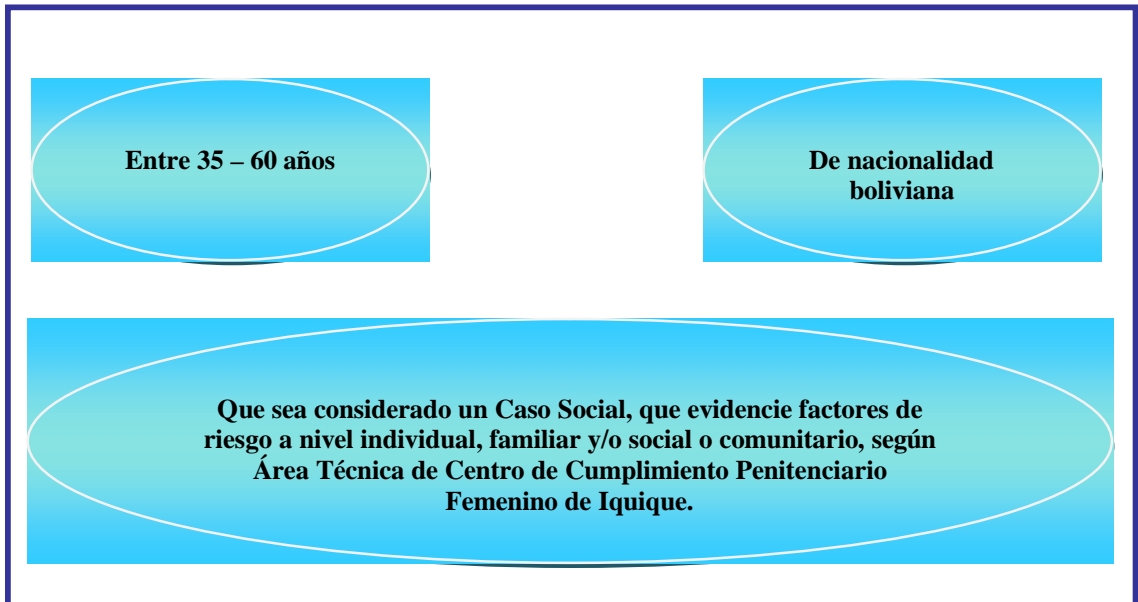 Entre 35 – 60 años
De nacionalidad
boliviana
Que sea considerado un Caso Social, que evidencie factores de
riesgo a nivel individual, familiar y/o social o comunitario, según
Área Técnica de Centro de Cumplimiento Penitenciario
Femenino de Iquique.